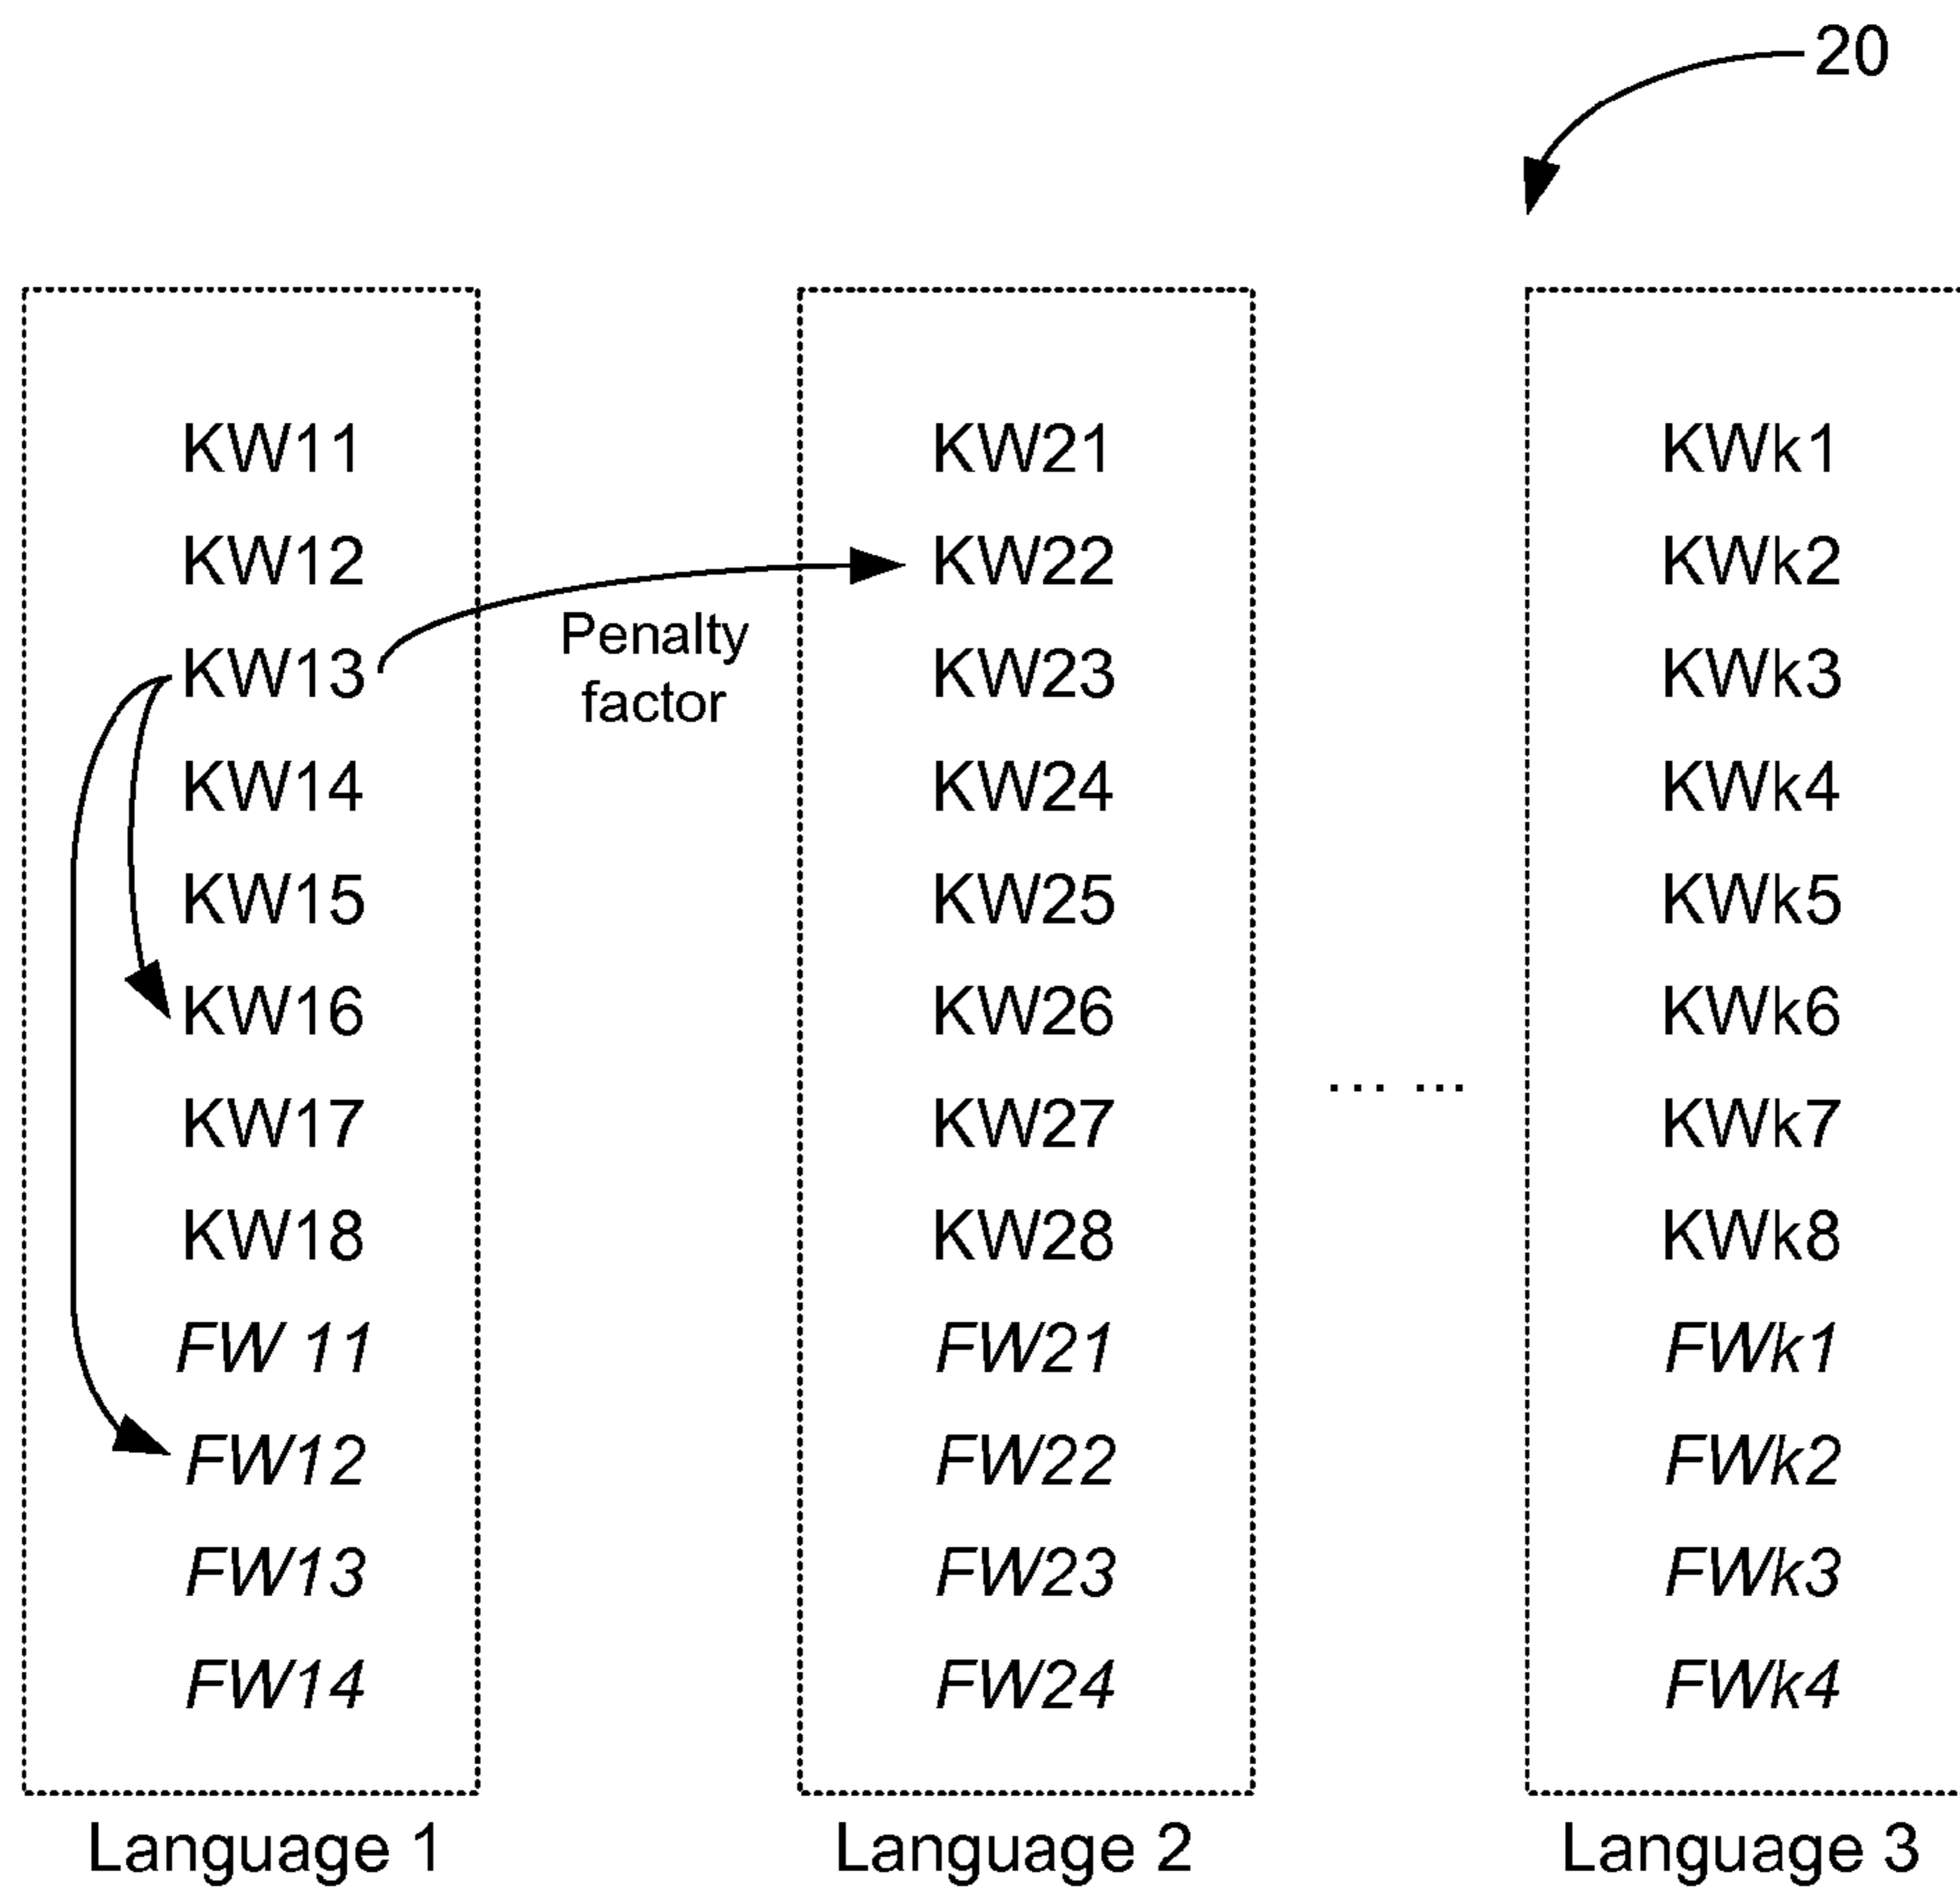 20
KW11 KW21 KWk1
KW12 KW22 KWk2
Penalty
KW13 KW23 KWk3
factor
KW14 KW24 KWk4
KW15 KW25 KWk5
KW16 KW26 KWk6
... ...
KW17 KW27 KWk7
KW18 KW28 KWk8
FW 11 FW21 FWk1
FW12 FW22 FWk2
FW13 FW23 FWk3
FW14 FW24 FWk4
Language 1 Language 2 Language 3